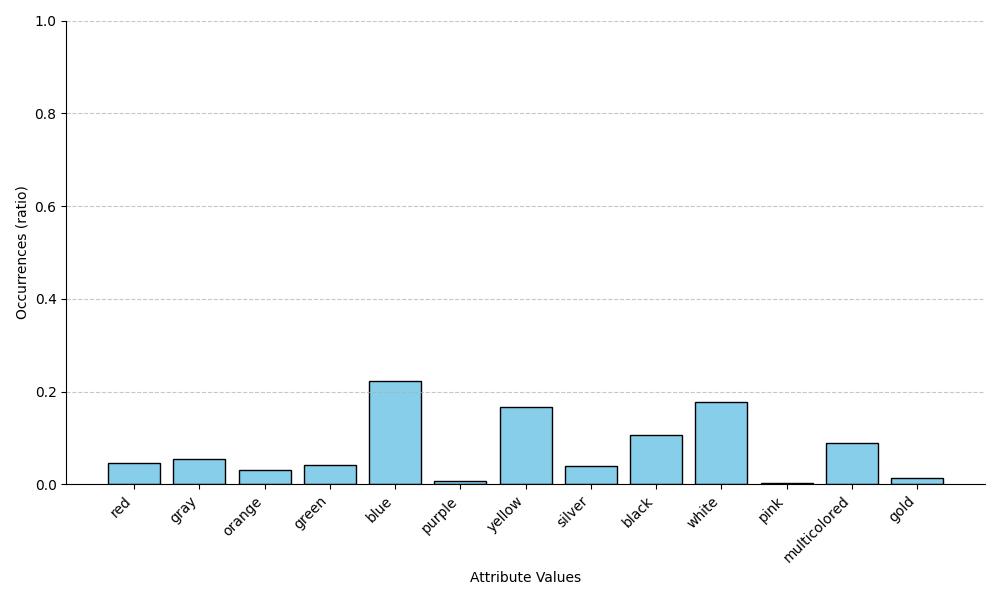 1.0
0.8
0.6
0.4
0.2
0.0
Occurrences (ratio)
red
gray
orange
green
blue
purple
yellow
silver
black
white
pink
multicolored
gold
Attribute Values